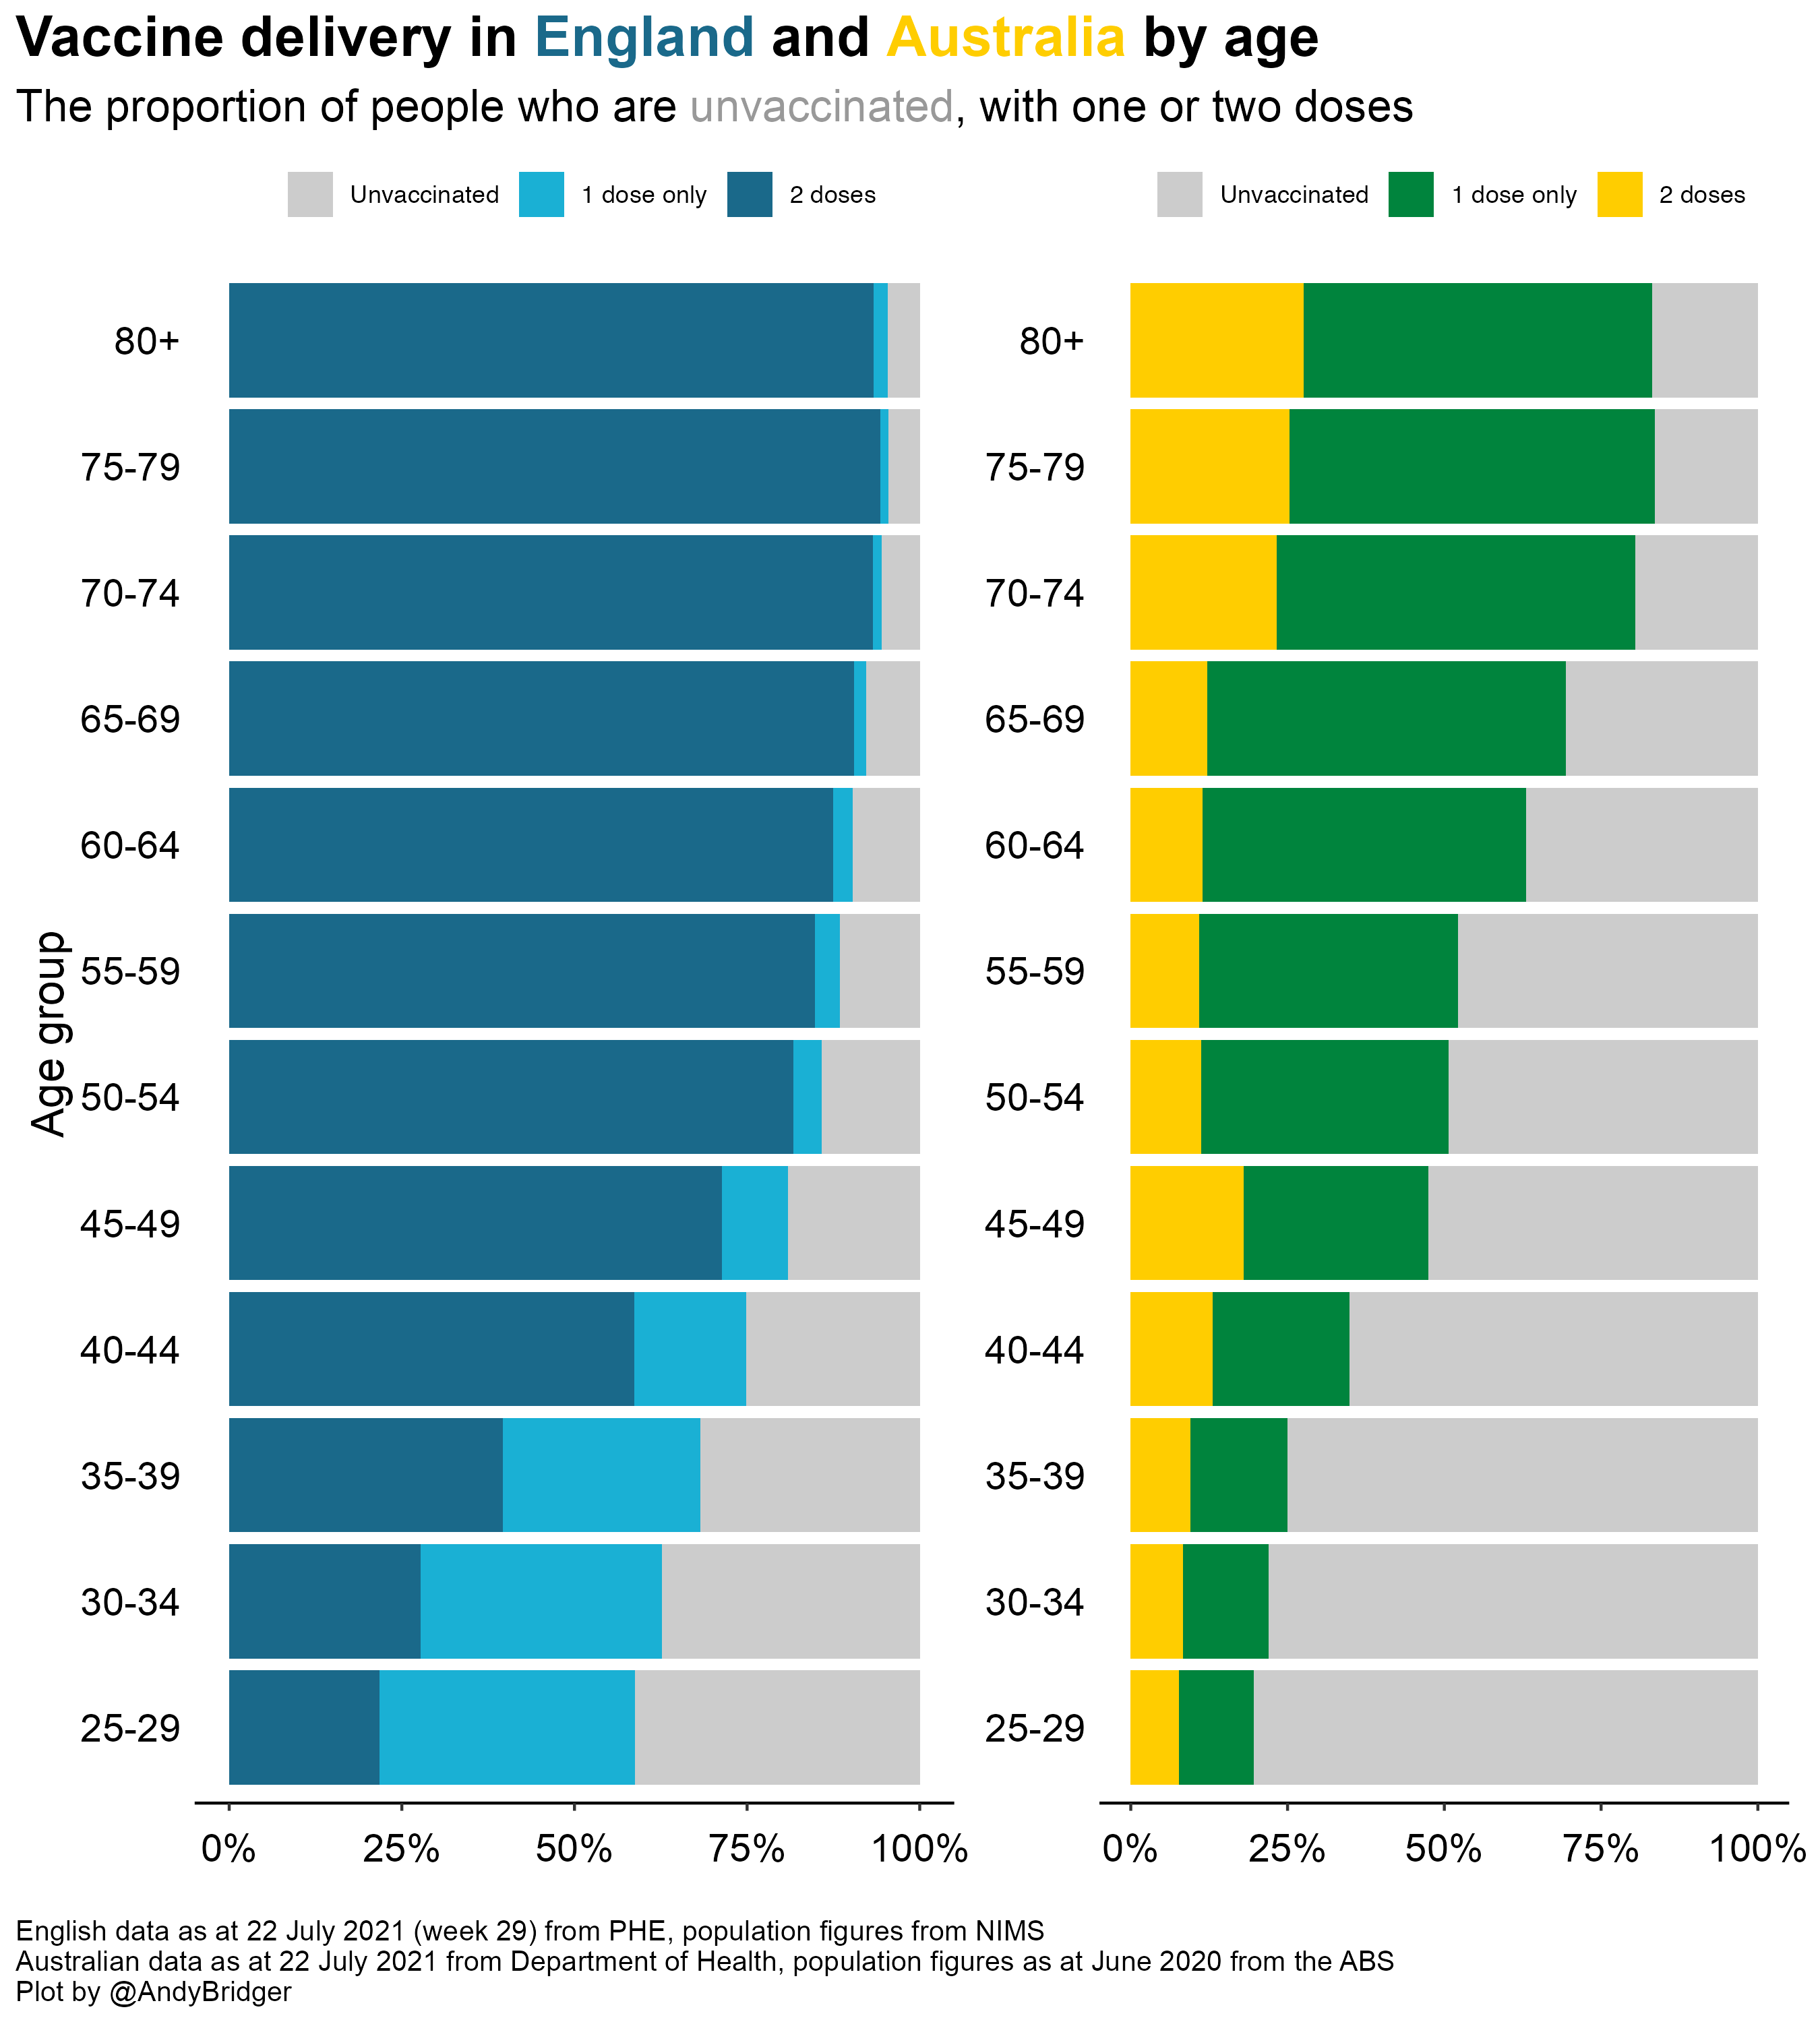 Vaccine delivery in England and Australia by age
The proportion of people who are unvaccinated, with one or two doses
Unvaccinated 1 dose only 2 doses
Unvaccinated 1 dose only 2 doses
Age group
80+
75-79
70-74
65-69
60-64
55-59
50-54
45-49
40-44
35-39
30-34
25-29
0% 25% 50% 75% 100%
80+
75-79
70-74
65-69
60-64
55-59
50-54
45-49
40-44
35-39
30-34
25-29
0% 25% 50% 75% 100%
English data as at 22 July 2021 (week 29) from PHE, population figures from NIMS
Australian data as at 22 July 2021 from Department of Health, population figures as at June 2020 from the ABS
Plot by @AndyBridger